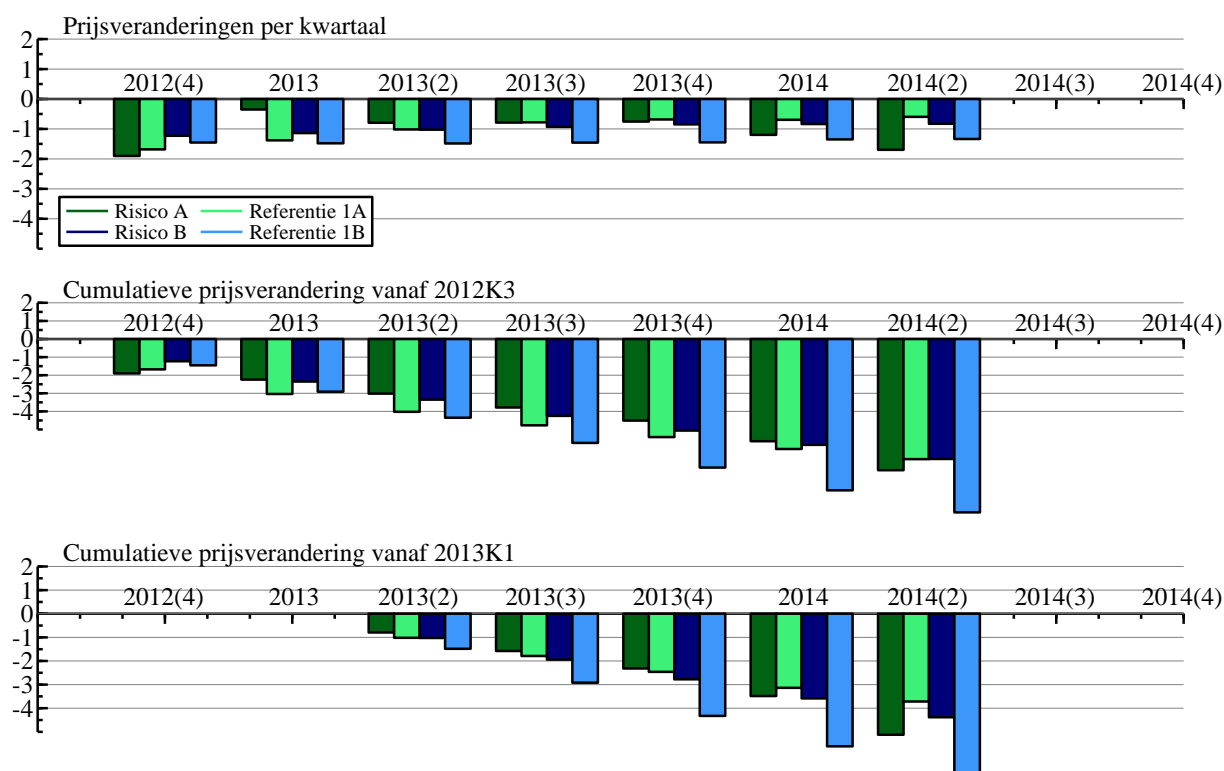 Prijsveranderingen per kwartaal
2
1
0
-1
-2
-3
-4
2012(4) 2013 2013(2) 2013(3) 2013(4) 2014 2014(2) 2014(3) 2014(4)
Risico A Referentie 1A
Risico B Referentie 1B
Cumulatieve prijsverandering vanaf 2012K3
2
1
0
-1
-2
-3
-4
2012(4) 2013 2013(2) 2013(3) 2013(4) 2014 2014(2) 2014(3) 2014(4)
Cumulatieve prijsverandering vanaf 2013K1
2
1
0
-1
-2
-3
-4
2012(4) 2013 2013(2) 2013(3) 2013(4) 2014 2014(2) 2014(3) 2014(4)